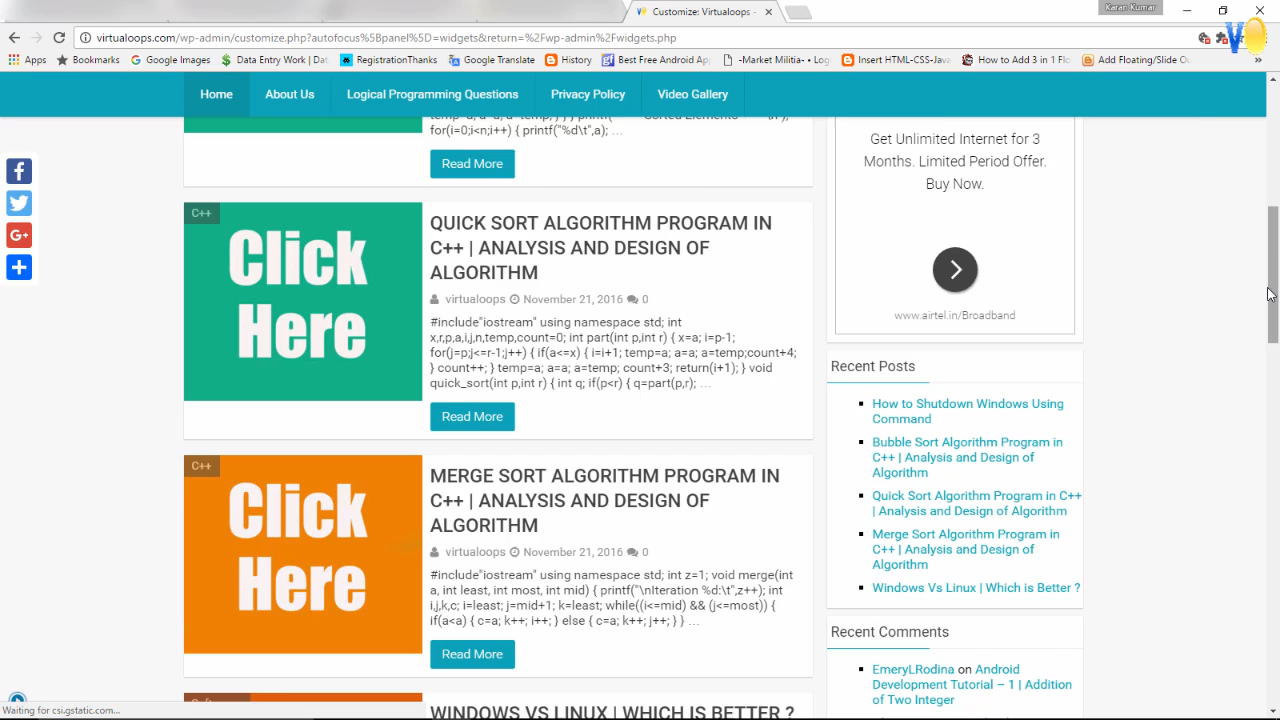 Customize: Virtualoops -
Karan Kumar
virtualoops.com/wp-admin/customize.php?autofocus%5Bpanel%5D=widgets&return=%2Fwp-admin%2Fwidgets.php
Apps
Bookmarks
Google Images
Data Entry Work | Dat
RegistrationThanks
Google Translate
History
Best Free Android Ap
-Market Militia- • Log
Insert HTML-CSS-Java
How to Add 3 in 1 Flo
Add Floating/Slide Ou
Home
About Us
Logical Programming Questions
Privacy Policy
Video Gallery
for(i=0;i<n;i++) { printf("%d\t",a); ...
Read More
C++
Click
Here
QUICK SORT ALGORITHM PROGRAM IN
C++ | ANALYSIS AND DESIGN OF
ALGORITHM
virtualoops November 21, 2016 0
#include"iostream" using namespace std; int
x,r,p,a,i,j,n,temp,count=0; int part(int p,int r) { x=a; i=p-1;
for(j=p;j<=r-1;j++) { if(a<=x) { i=i+1; temp=a; a=a; a=temp;count+4;
} count++; } temp=a; a=a; a=temp; count+3; return(i+1); } void
quick_sort(int p,int r) { int q; if(p<r) { q=part(p,r); ...
Read More
C++
Click
Here
MERGE SORT ALGORITHM PROGRAM IN
C++ | ANALYSIS AND DESIGN OF
ALGORITHM
virtualoops November 21, 2016 0
#include"iostream" using namespace std; int z=1; void merge(int
a, int least, int most, int mid) { printf("\nIteration %d:\t",z++); int
i,j,k,c; i=least; j=mid+1; k=least; while((i<=mid) && (j<=most)) {
if(a<a) { c=a; k++; i++; } else { c=a; k++; j++; } } ...
Read More
WINDOWS VS LINUX | WHICH IS BETTER ?
Get Unlimited Internet for 3
Months. Limited Period Offer.
Buy Now.
www.airtel.in/Broadband
Recent Posts
How to Shutdown Windows Using
Command
Bubble Sort Algorithm Program in
C++ | Analysis and Design of
Algorithm
Quick Sort Algorithm Program in C++
| Analysis and Design of Algorithm
Merge Sort Algorithm Program in
C++ | Analysis and Design of
Algorithm
Windows Vs Linux | Which is Better ?
Recent Comments
EmeryLRodina on Android
Development Tutorial – 1 | Addition
of Two Integer
Waiting for csi.gstatic.com...